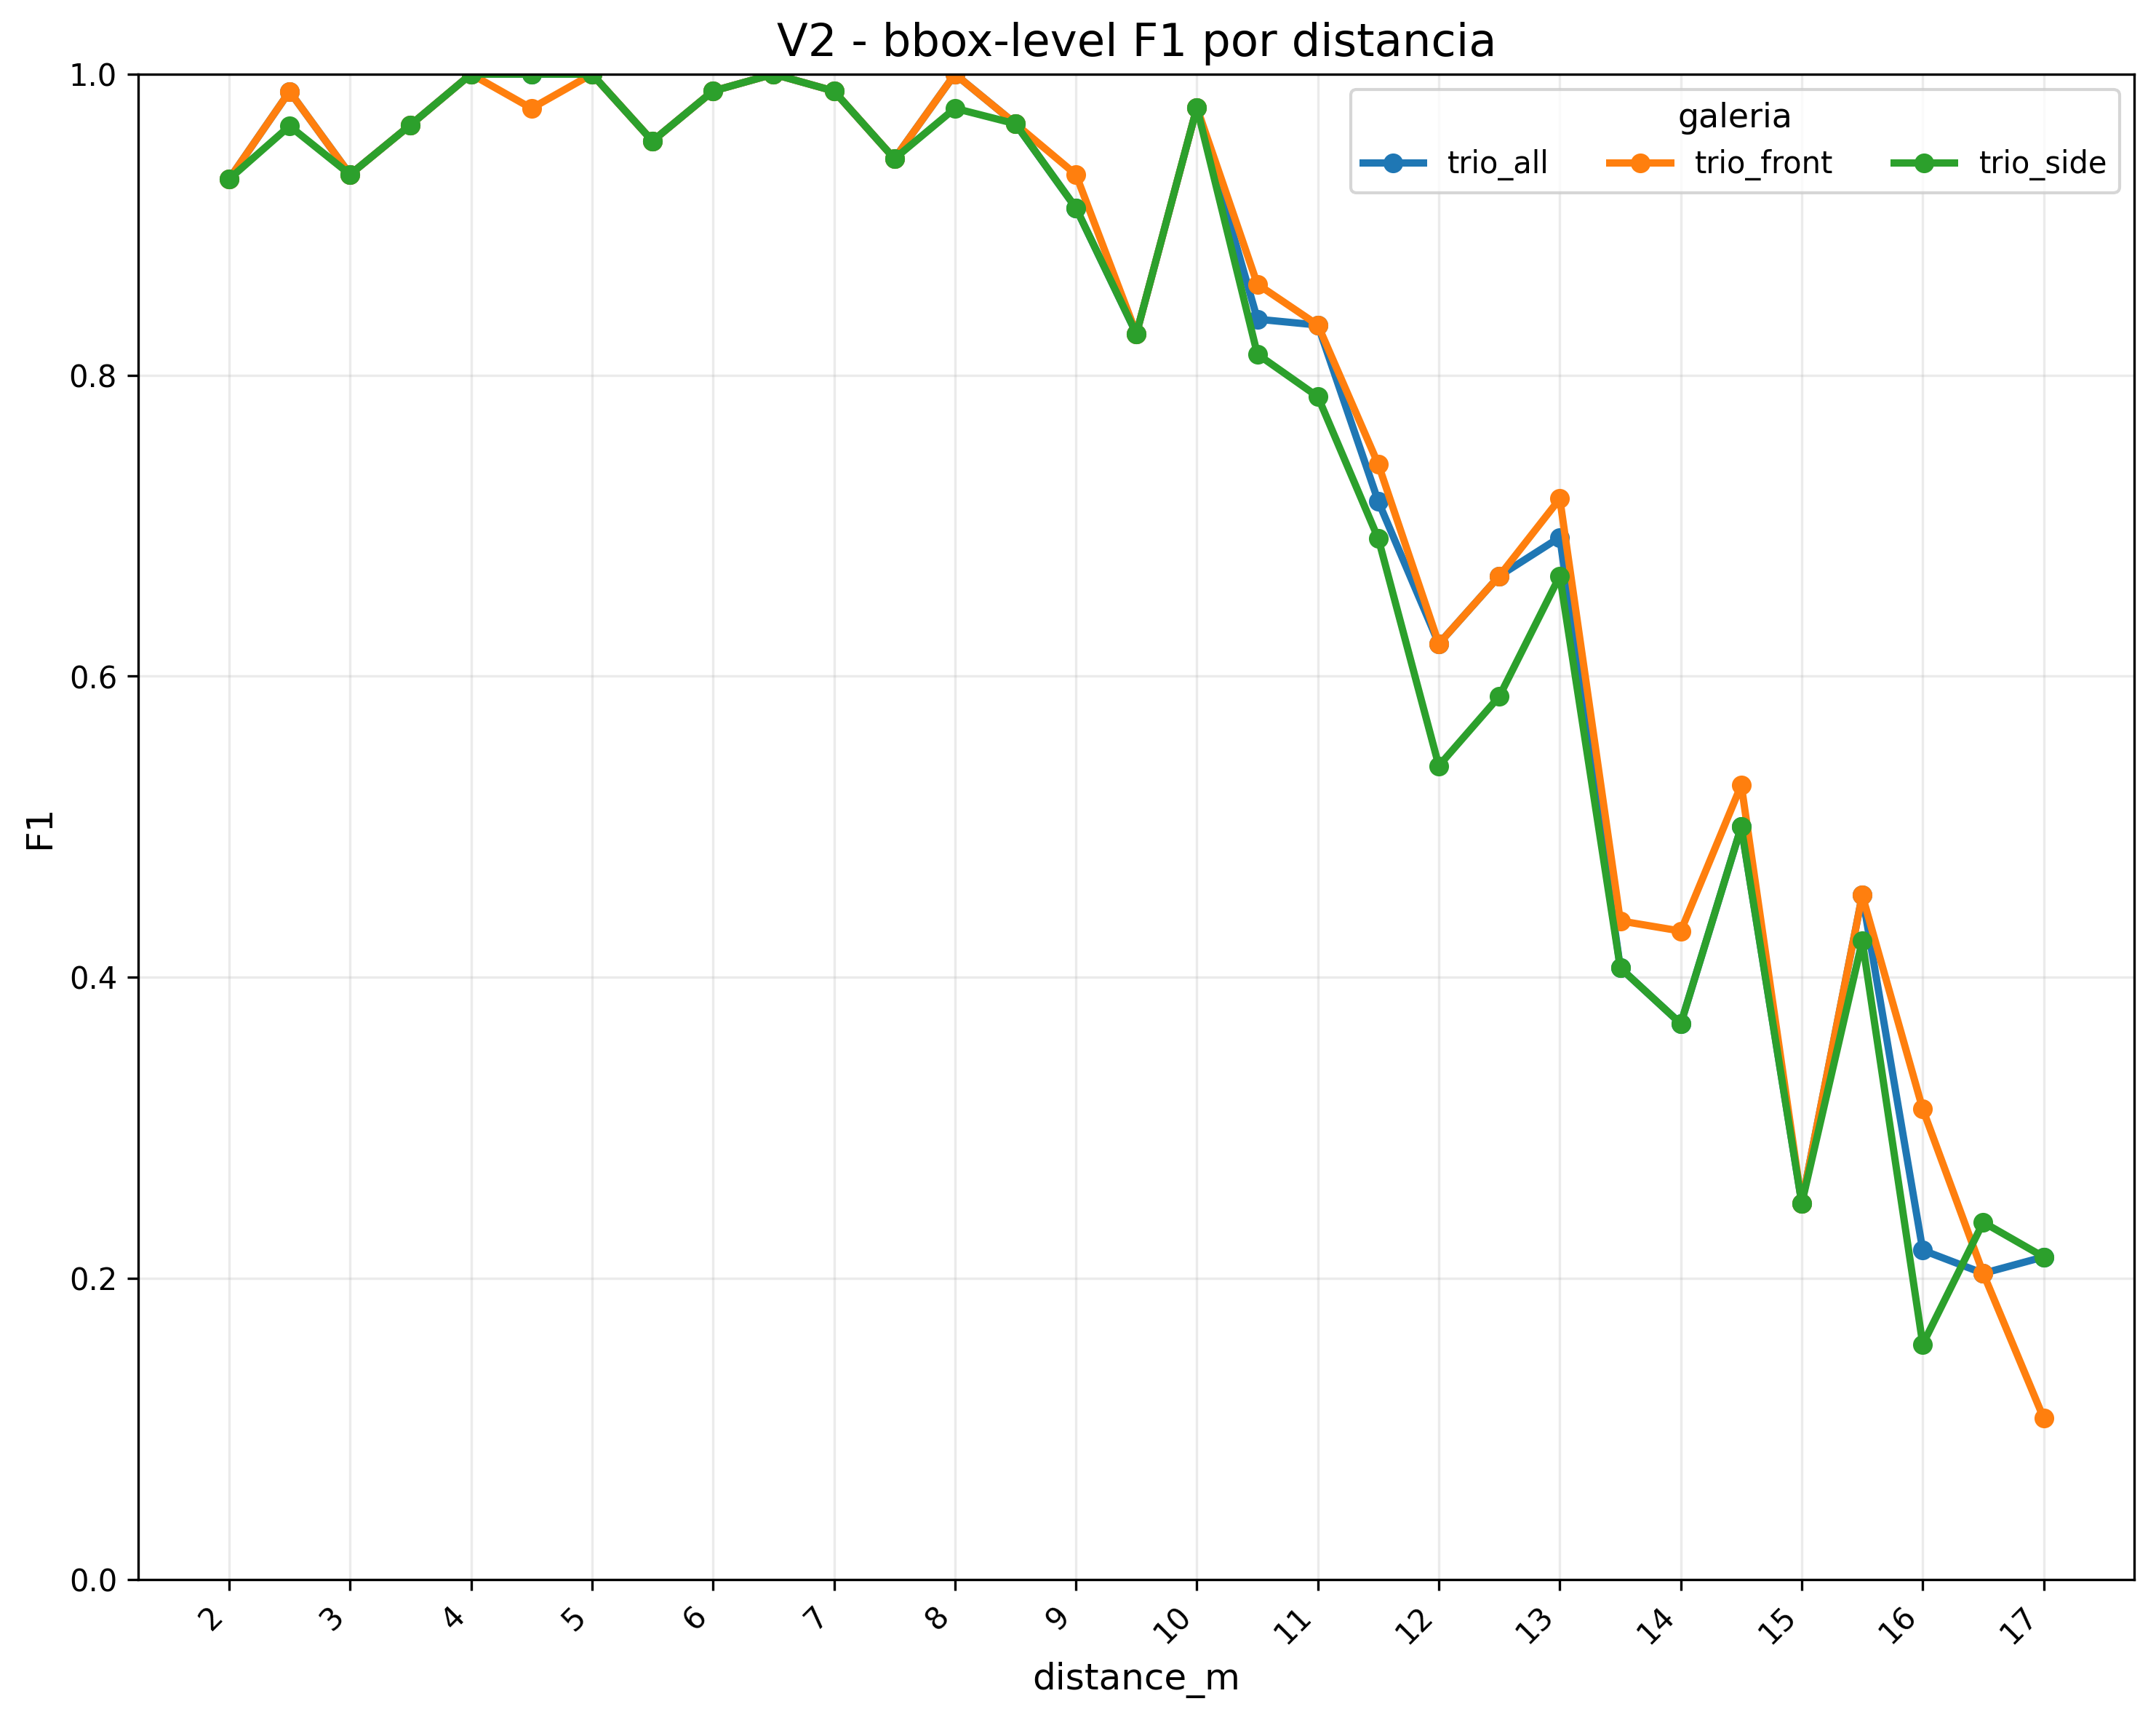 V2 - bbox-level F1 por distancia
galeria
trio_all trio_front trio_side
F1
1.0
0.8
0.6
0.4
0.2
0.0
2 3 4 5 6 7 8 9 10 11 12 13 14 15 16 17
distance_m